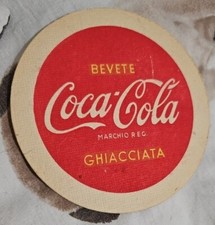 BEVETE
Coca-Cola
MARCHIO REG.
GHIACCIATA